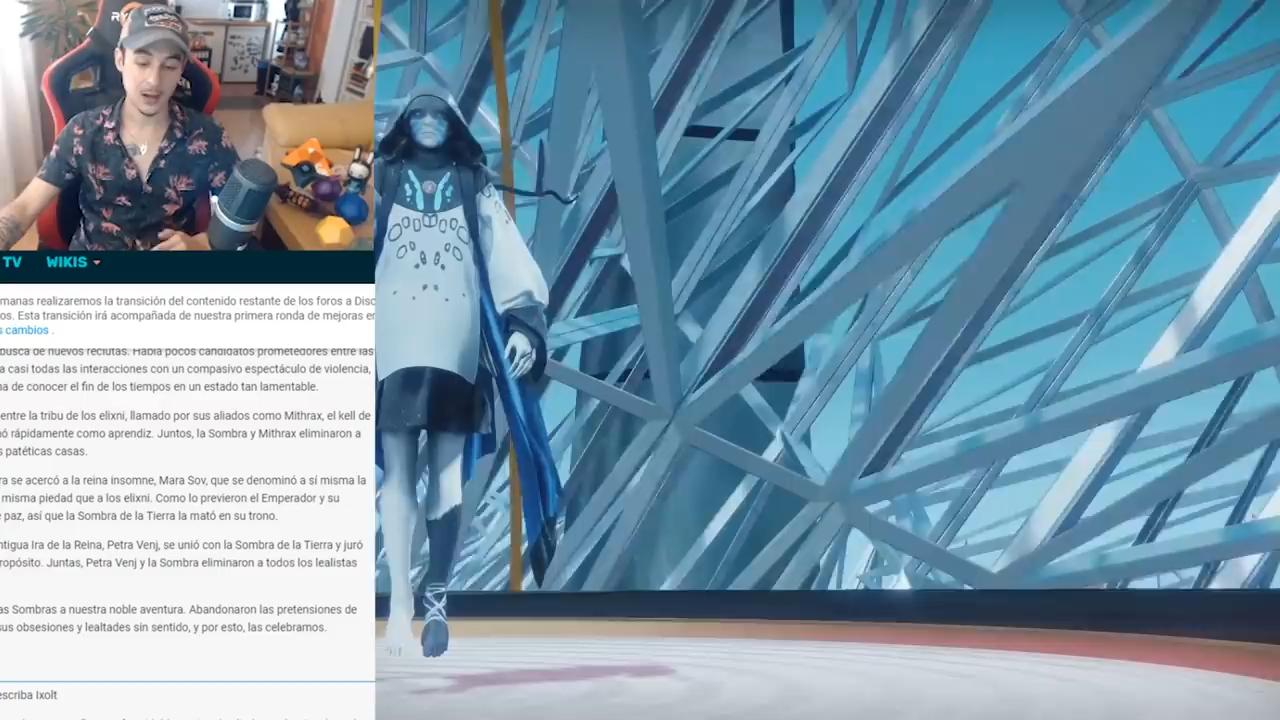 RY
TV WIKIS
manas realizaremos la transición del contenido restante de los foros a Disc
os. Esta transición irá acompañada de nuestra primera ronda de mejoras en
s cambios .
busca de nuevos reclutas. Había pocos candidatos prometedores entre las
a casi todas las interacciones con un compasivo espectáculo de violencia,
na de conocer el fin de los tiempos en un estado tan lamentable.
entre la tribu de los elixni, llamado por sus aliados como Mithrax, el kell de
ó rápidamente como aprendiz. Juntos, la Sombra y Mithrax eliminaron a
s patéticas casas.
ra se acercó a la reina insomne, Mara Sov, que se denominó a sí misma la
misma piedad que a los elixni. Como lo previeron el Emperador y su
e paz, así que la Sombra de la Tierra la mató en su trono.
ntigua Ira de la Reina, Petra Venj, se unió con la Sombra de la Tierra y juró
ropósito. Juntas, Petra Venj y la Sombra eliminaron a todos los lealistas
as Sombras a nuestra noble aventura. Abandonaron las pretensiones de
sus obsesiones y lealtades sin sentido, y por esto, las celebramos.
escriba Ixolt